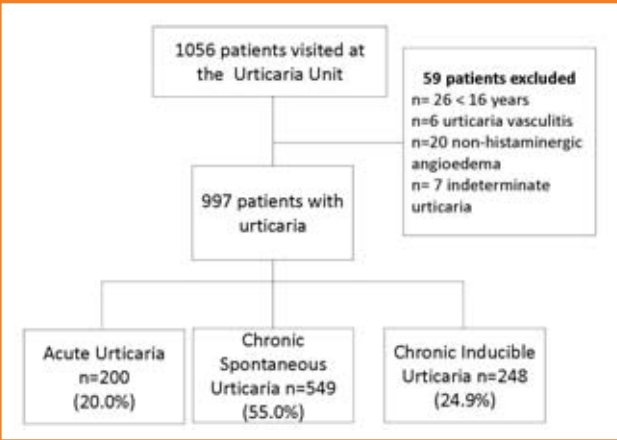 1056 patients visited at
the Urticaria Unit
59 patients excluded
n= 26 < 16 years
n=6 urticaria vasculitis
n=20 non-histaminergic
angioedema
n= 7 indeterminate
urticaria
997 patients with
urticaria
Acute Urticaria
n=200
(20.0%)
Chronic
Spontaneous
Urticaria n=549
(55.0%)
Chronic Inducible
Urticaria n=248
(24.9%)